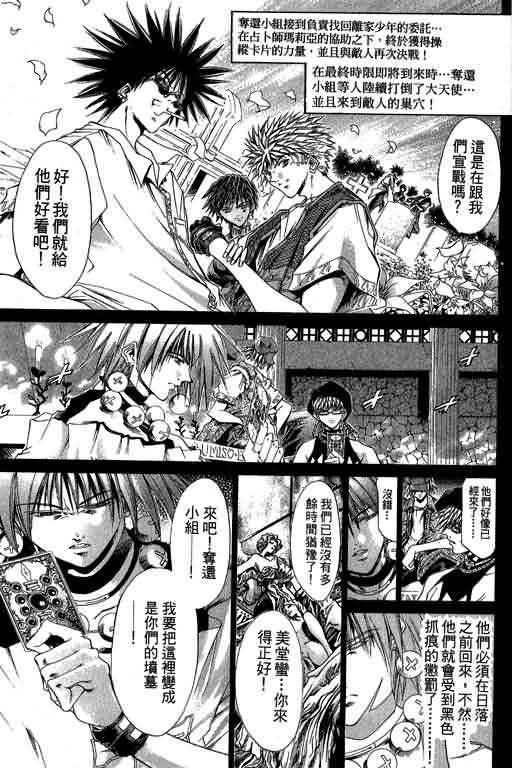 奪還小組接到負責找回離家少年的委託…
在占卜師瑪莉亞的協助之下，終於獲得操
縱卡片的力量，並且與敵人再次決戰！
在最終時限即將到來時…奪還
小組等人陸續打倒了大天使…
並且來到敵人的巢穴！
這是在跟我
們宣戰嗎？
好！我們就給
他們好看吧！
UMISO
他們好像已
經來了……
沒錯…
我們已經沒有多
餘時間猶豫了！
來吧！奪還
小組！
他們必須在日落
之前回來，不然……
他們就會受到黑色
抓痕的懲罰了…
美堂蠻…你來
得正好！
我要把這裡變成
是你們的墳墓